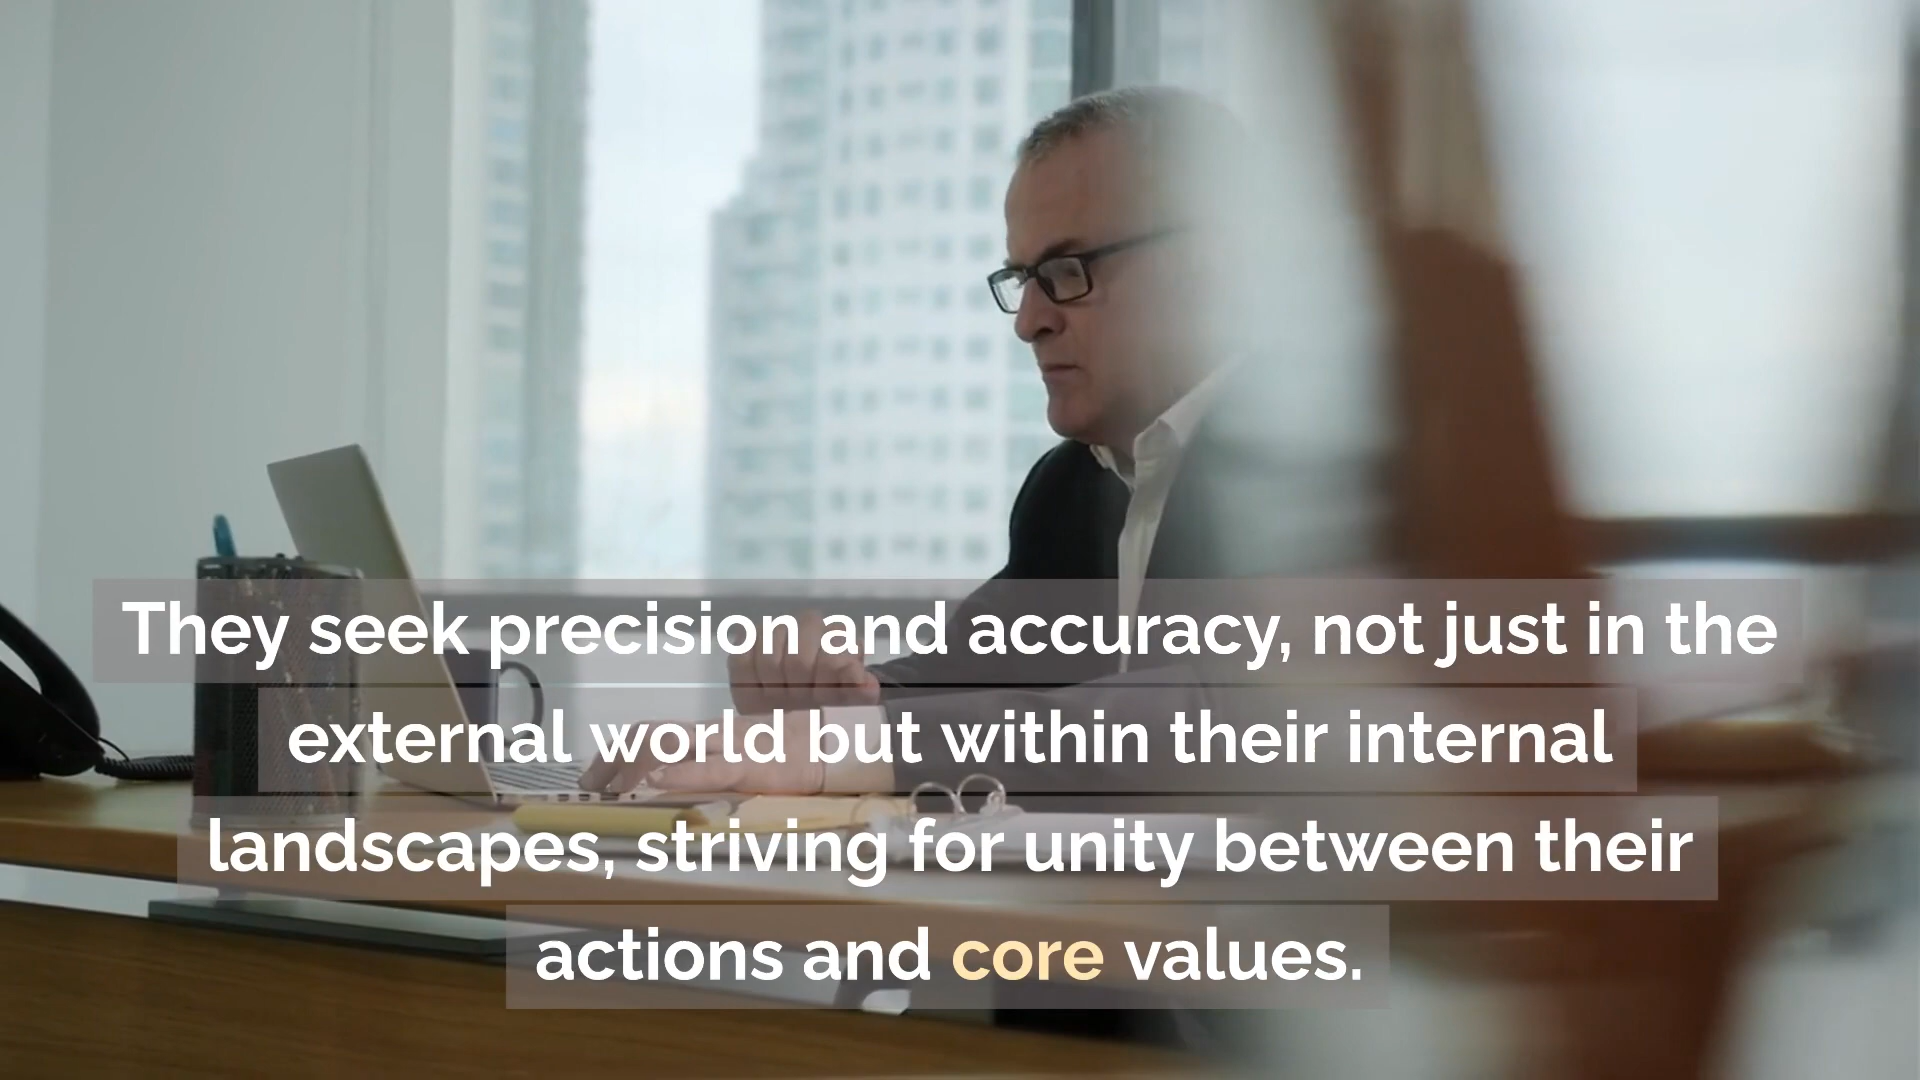 They seek precision and accuracy, not just in the
external world but within their internal
landscapes, striving for unity between their
actions and core values.